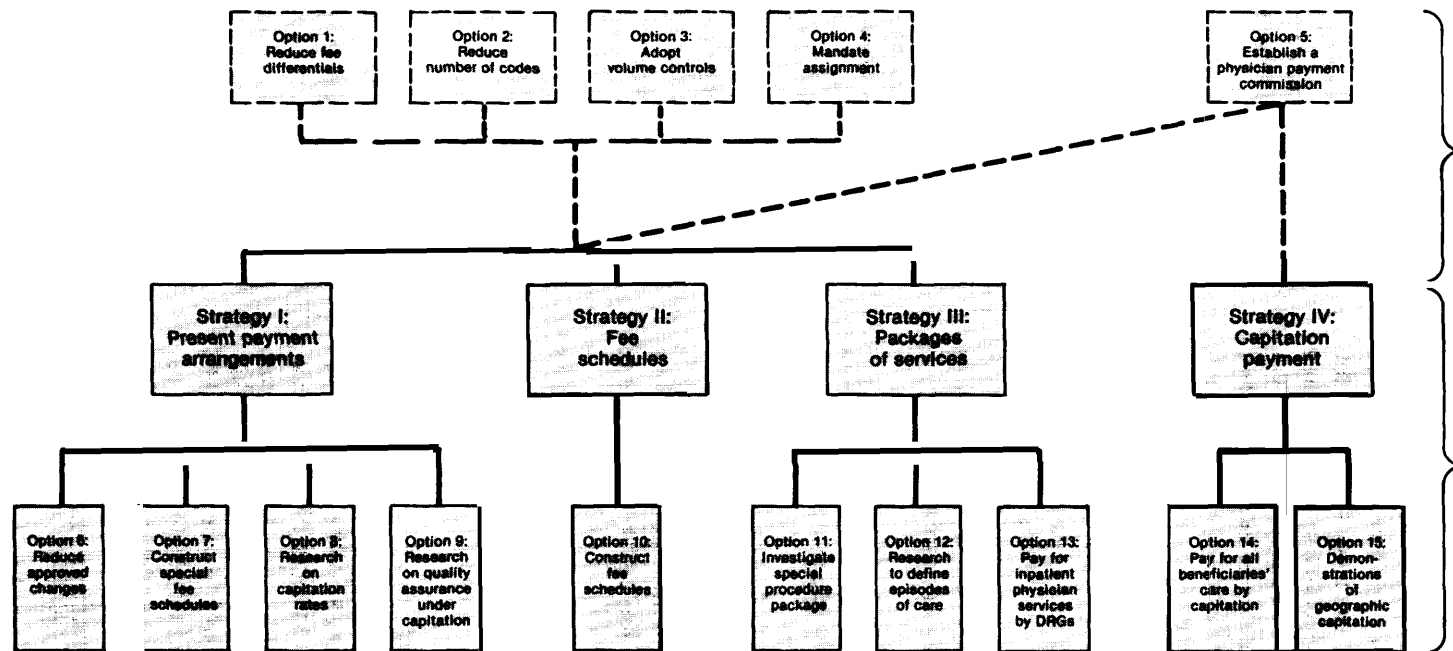 Option 1:
Reduce fee
differentials
Option 2:
Reduce
number of codes
Option 3:
Adopt
volume controls
Option 4:
Mandate
assignment
Option 5:
Establish a
physician payment
commission
Strategy I:
Present payment
arrangements
Strategy II:
Fee
schedules
Strategy III:
Packages
of services
Strategy IV:
Capitation
payment
Option 6:
Reduce
approved
changes
Option 7:
Construct
special
fee
schedules
Option 8:
Research
on
capitation
rates
Option 9:
Research
on quality
assurance
under
capitation
Option 10:
Construct
fee
schedules
Option 11:
Investigate
special
procedure
package
Option 12:
Research
to define
episodes
of care
Option 13:
Pay for
inpatient
physician
services
by DRGs
Option 14:
Pay for all
beneficiaries'
care by
capitation
Option 15:
Demon-
strations
of
geographic
capitation